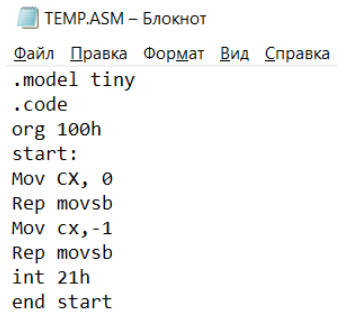 TEMP.ASM – Блокнот
Файл Правка Формат Вид Справка
.model tiny
.code
org 100h
start:
Mov CX, 0
Rep movsb
Mov cx,-1
Rep movsb
int 21h
end start